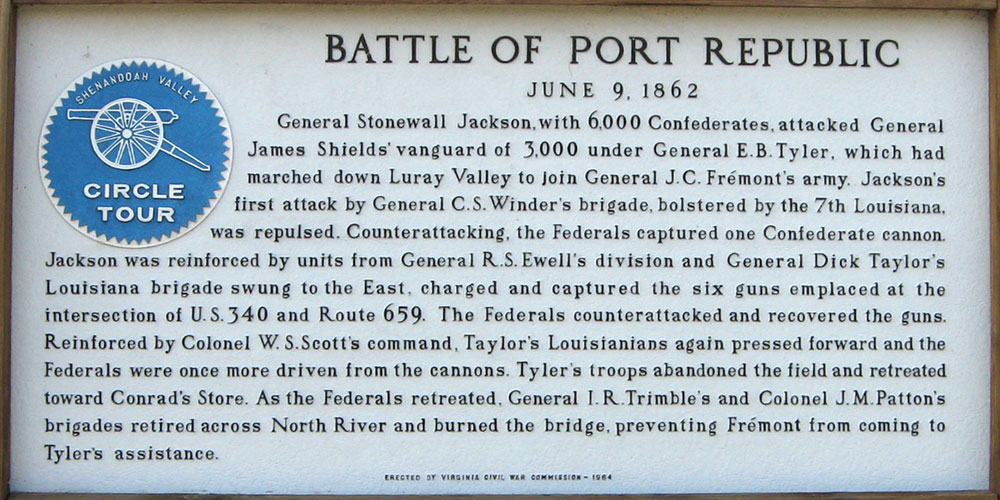 BATTLE OF PORT REPUBLIC
JUNE 9, 1862
SHENANDOAH VALLEY
CIRCLE
TOUR
General Stonewall Jackson, with 6,000 Confederates, attacked General
James Shields' vanguard of 3,000 under General E.B. Tyler, which had
marched down Luray Valley to join General J.C. Frémont's army. Jackson's
first attack by General C.S. Winder's brigade, bolstered by the 7th Louisiana,
was repulsed. Counterattacking, the Federals captured one Confederate cannon.
Jackson was reinforced by units from General R.S. Ewell's division and General Dick Taylor's
Louisiana brigade swung to the East, charged and captured the six guns emplaced at the
intersection of U.S. 340 and Route 659. The Federals counterattacked and recovered the guns.
Reinforced by Colonel W.S. Scott's command, Taylor's Louisianians again pressed forward and the
Federals were once more driven from the cannons. Tyler's troops abandoned the field and retreated
toward Conrad's Store. As the Federals retreated, General I.R. Trimble's and Colonel J.M. Patton's
brigades retired across North River and burned the bridge, preventing Frémont from coming to
Tyler's assistance.
ERECTED BY VIRGINIA CIVIL WAR COMMISSION - 1964